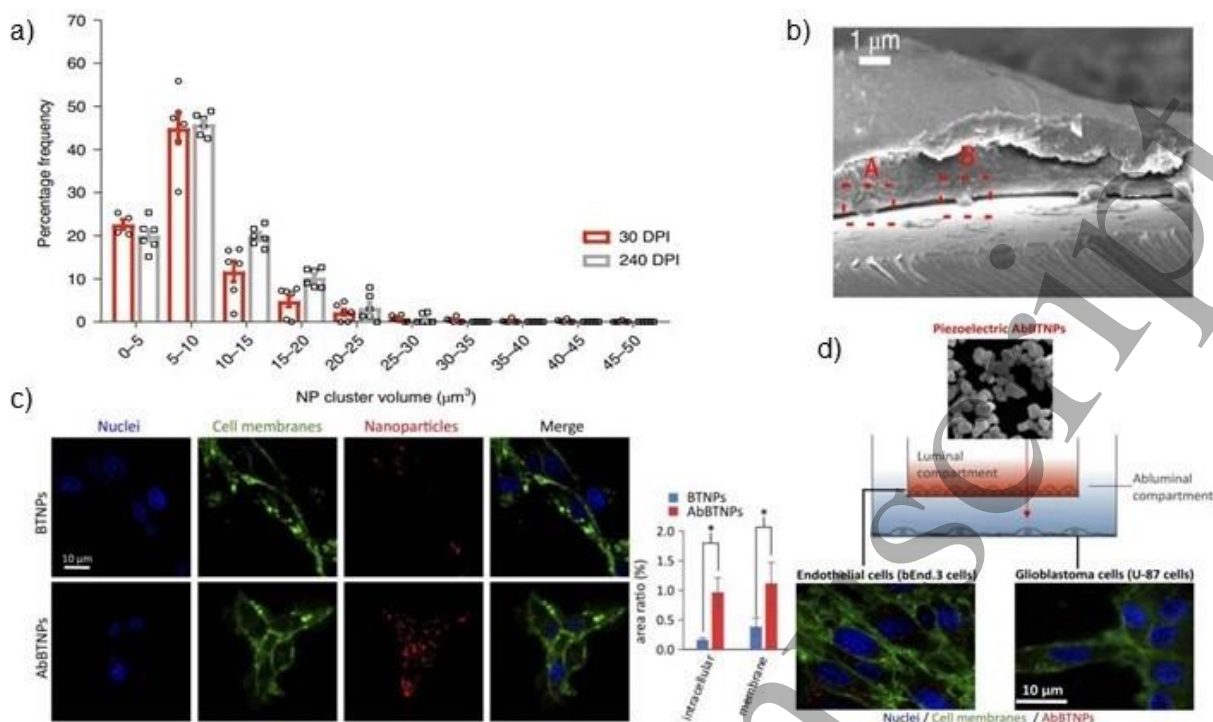 a)
Percentage frequency
60
50
40
30
20
10
0
30 DPI
240 DPI
0–5
5–10
10–15
15–20
20–25
25–30
30–35
35–40
40–45
45–50
NP cluster volume (μm³)
b)
1 μm
A
B
c)
Nuclei
Cell membranes
Nanoparticles
Merge
BTNPs
10 μm
AbBTNPs
BTNPs
AbBTNPs
area ratio (%)
2.0
1.5
1.0
0.5
0.0
*
*
intracellular
membrane
d)
Piezoelectric AbBTNPs
Luminal
compartment
Abluminal
compartment
Endothelial cells (bEnd.3 cells)
Glioblastoma cells (U-87 cells)
10 μm
Nuclei / Cell membranes / AbBTNPs
script